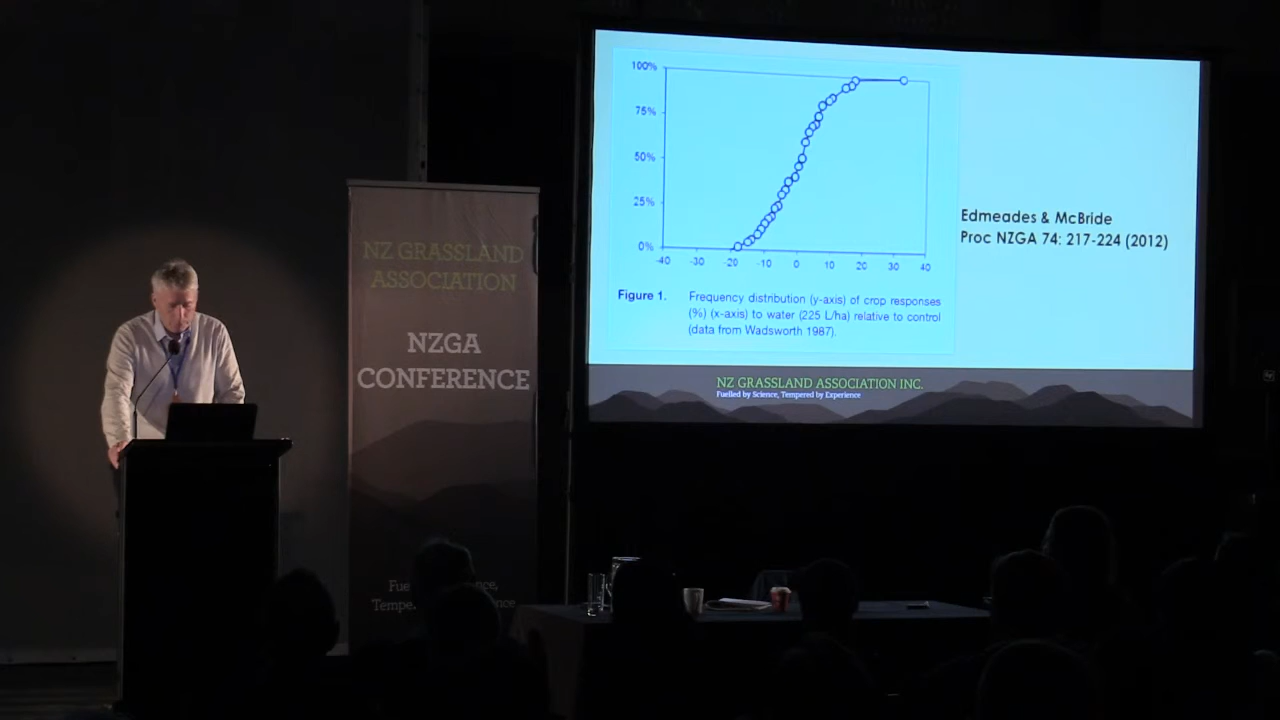 NZ GRASSLAND
ASSOCIATION
NZGA
CONFERENCE
100%
75%
50%
25%
0%
-40 -30 -20 -10 0 10 20 30 40
Figure 1. Frequency distribution (y-axis) of crop responses
(%) (x-axis) to water (225 L/ha) relative to control
(data from Wadsworth 1987).
Edmeades & McBride
Proc NZGA 74: 217-224 (2012)
NZ GRASSLAND ASSOCIATION INC.
Fuelled by Science, Tempered by Experience